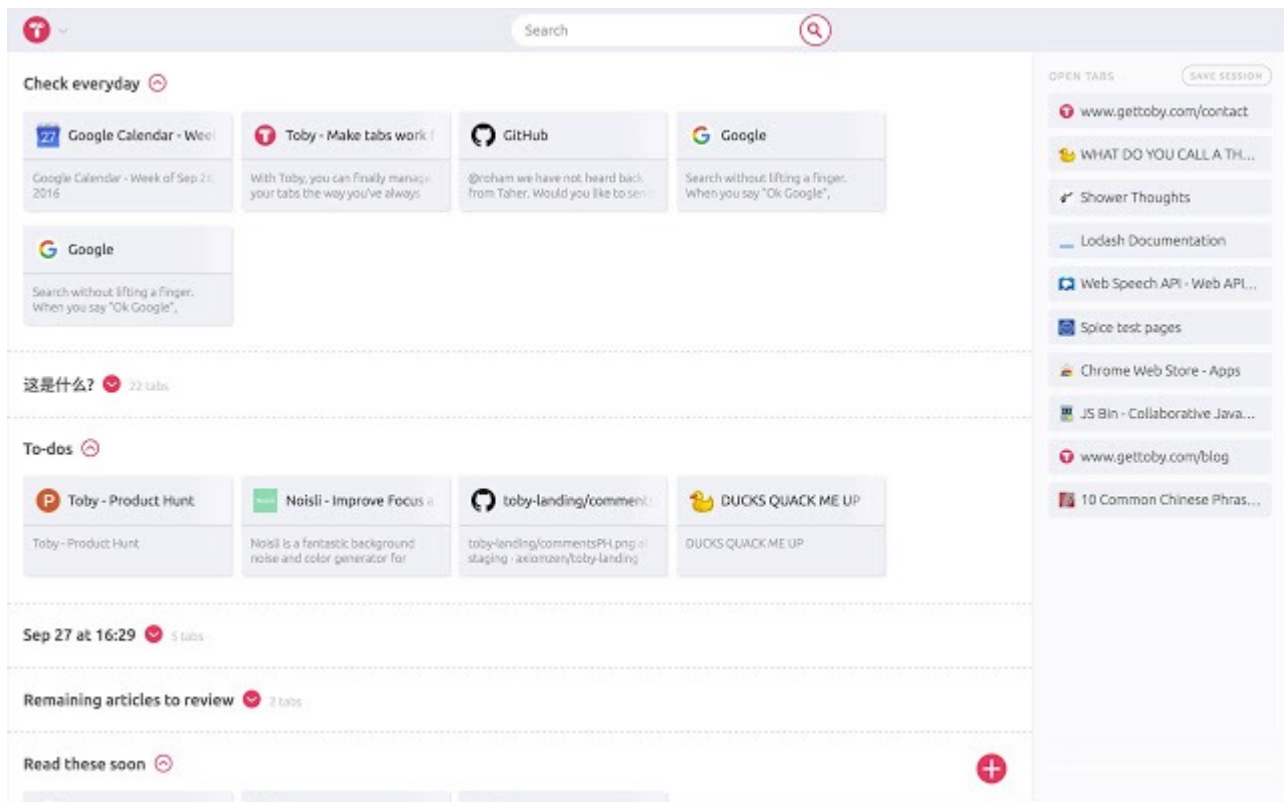 Search
Check everyday
27 Google Calendar - Wee
Google Calendar - Week of Sep 26,
2016
Toby - Make tabs work f
With Toby, you can finally manage
your tabs the way you've always
GitHub
@roham we have not heard back
from Taher. Would you like to sen
Google
Search without lifting a finger.
When you say "Ok Google",
Google
Search without lifting a finger.
When you say "Ok Google",
这是什么? 22 tabs
To-dos
Toby - Product Hunt
Toby - Product Hunt
Noisli - Improve Focus a
Noisli is a fantastic background
noise and color generator for
toby-landing/comments
toby-landing/commentsPH.png at
staging · axiomzen/toby-landing
DUCKS QUACK ME UP
DUCKS QUACK ME UP
Sep 27 at 16:29 5 tabs
Remaining articles to review 2 tabs
Read these soon
OPEN TABS SAVE SESSION
www.gettoby.com/contact
WHAT DO YOU CALL A TH...
Shower Thoughts
Lodash Documentation
Web Speech API - Web API...
Spice test pages
Chrome Web Store - Apps
JS Bin - Collaborative Java...
www.gettoby.com/blog
10 Common Chinese Phras...